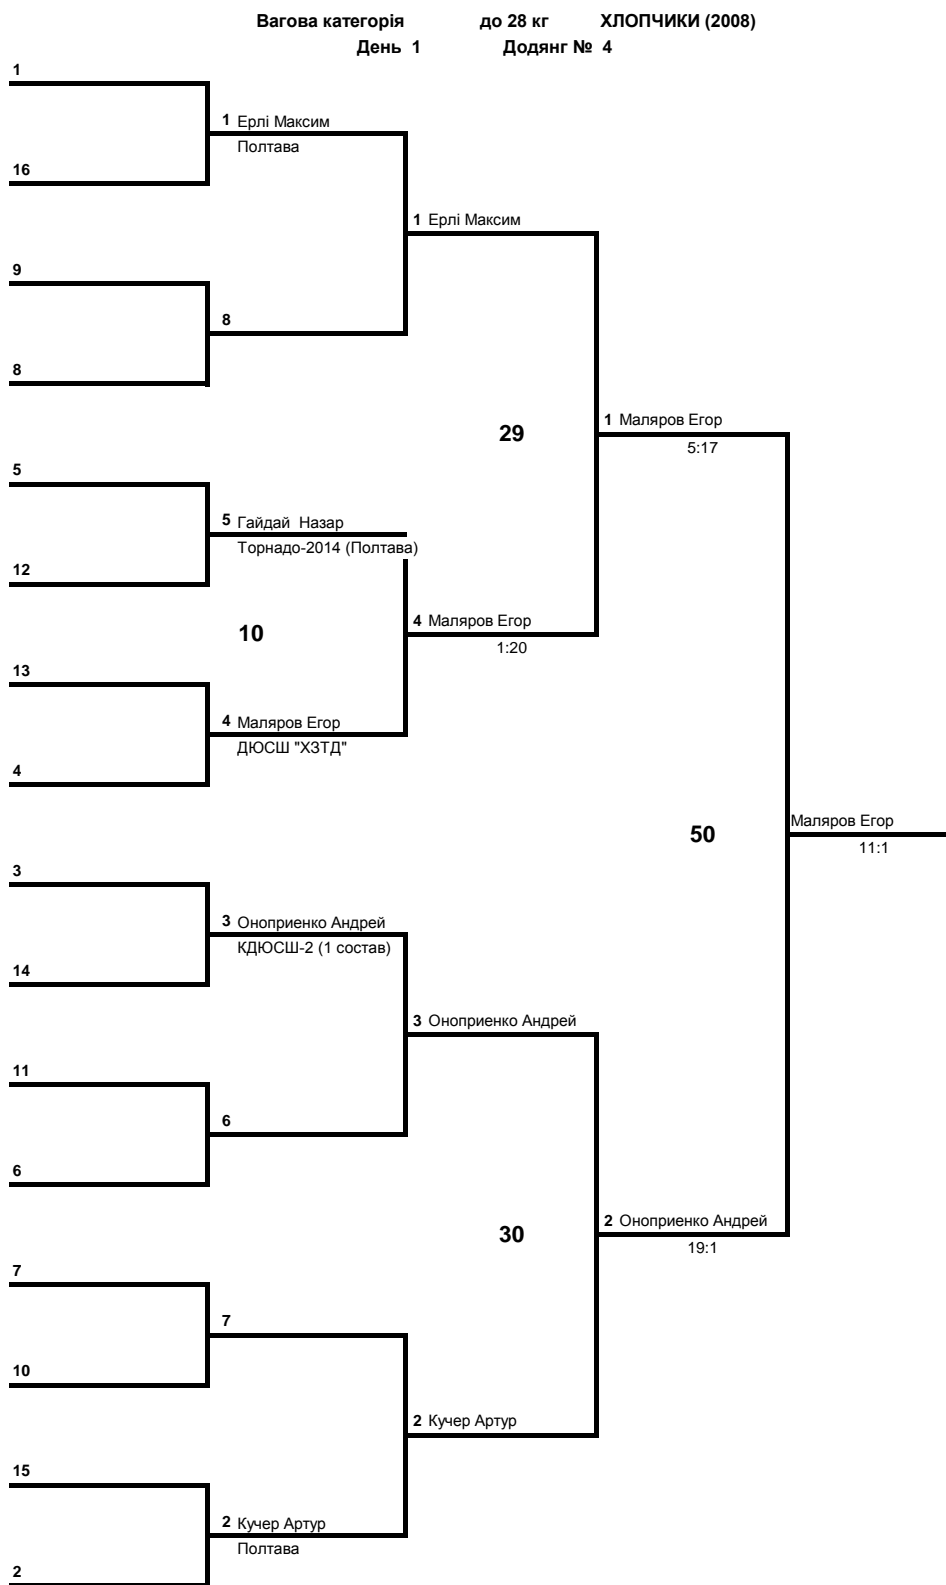 Вагова категорія до 28 кг ХЛОПЧИКИ (2008)
День 1 Додянг № 4
1
1 Ерлі Максим
Полтава
16
1 Ерлі Максим
9
8
8
1 Маляров Егор
29
5:17
5
5 Гайдай Назар
Торнадо-2014 (Полтава)
12
4 Маляров Егор
10
1:20
13
4 Маляров Егор
ДЮСШ "ХЗТД"
4
Маляров Егор
50
11:1
3
3 Оноприенко Андрей
КДЮСШ-2 (1 состав)
14
3 Оноприенко Андрей
11
6
6
2 Оноприенко Андрей
30
19:1
7
7
10
2 Кучер Артур
15
2 Кучер Артур
Полтава
2